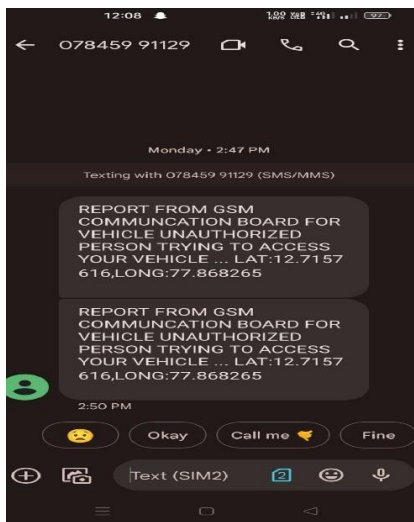 12:08
078459 91129
Monday • 2:47 PM
Texting with 078459 91129 (SMS/MMS)
REPORT FROM GSM
COMMUNCATION BOARD FOR
VEHICLE UNAUTHORIZED
PERSON TRYING TO ACCESS
YOUR VEHICLE ... LAT:12.7157
616,LONG:77.868265
REPORT FROM GSM
COMMUNCATION BOARD FOR
VEHICLE UNAUTHORIZED
PERSON TRYING TO ACCESS
YOUR VEHICLE ... LAT:12.7157
616,LONG:77.868265
2:50 PM
Okay
Call me
Fine
Text (SIM2)
2